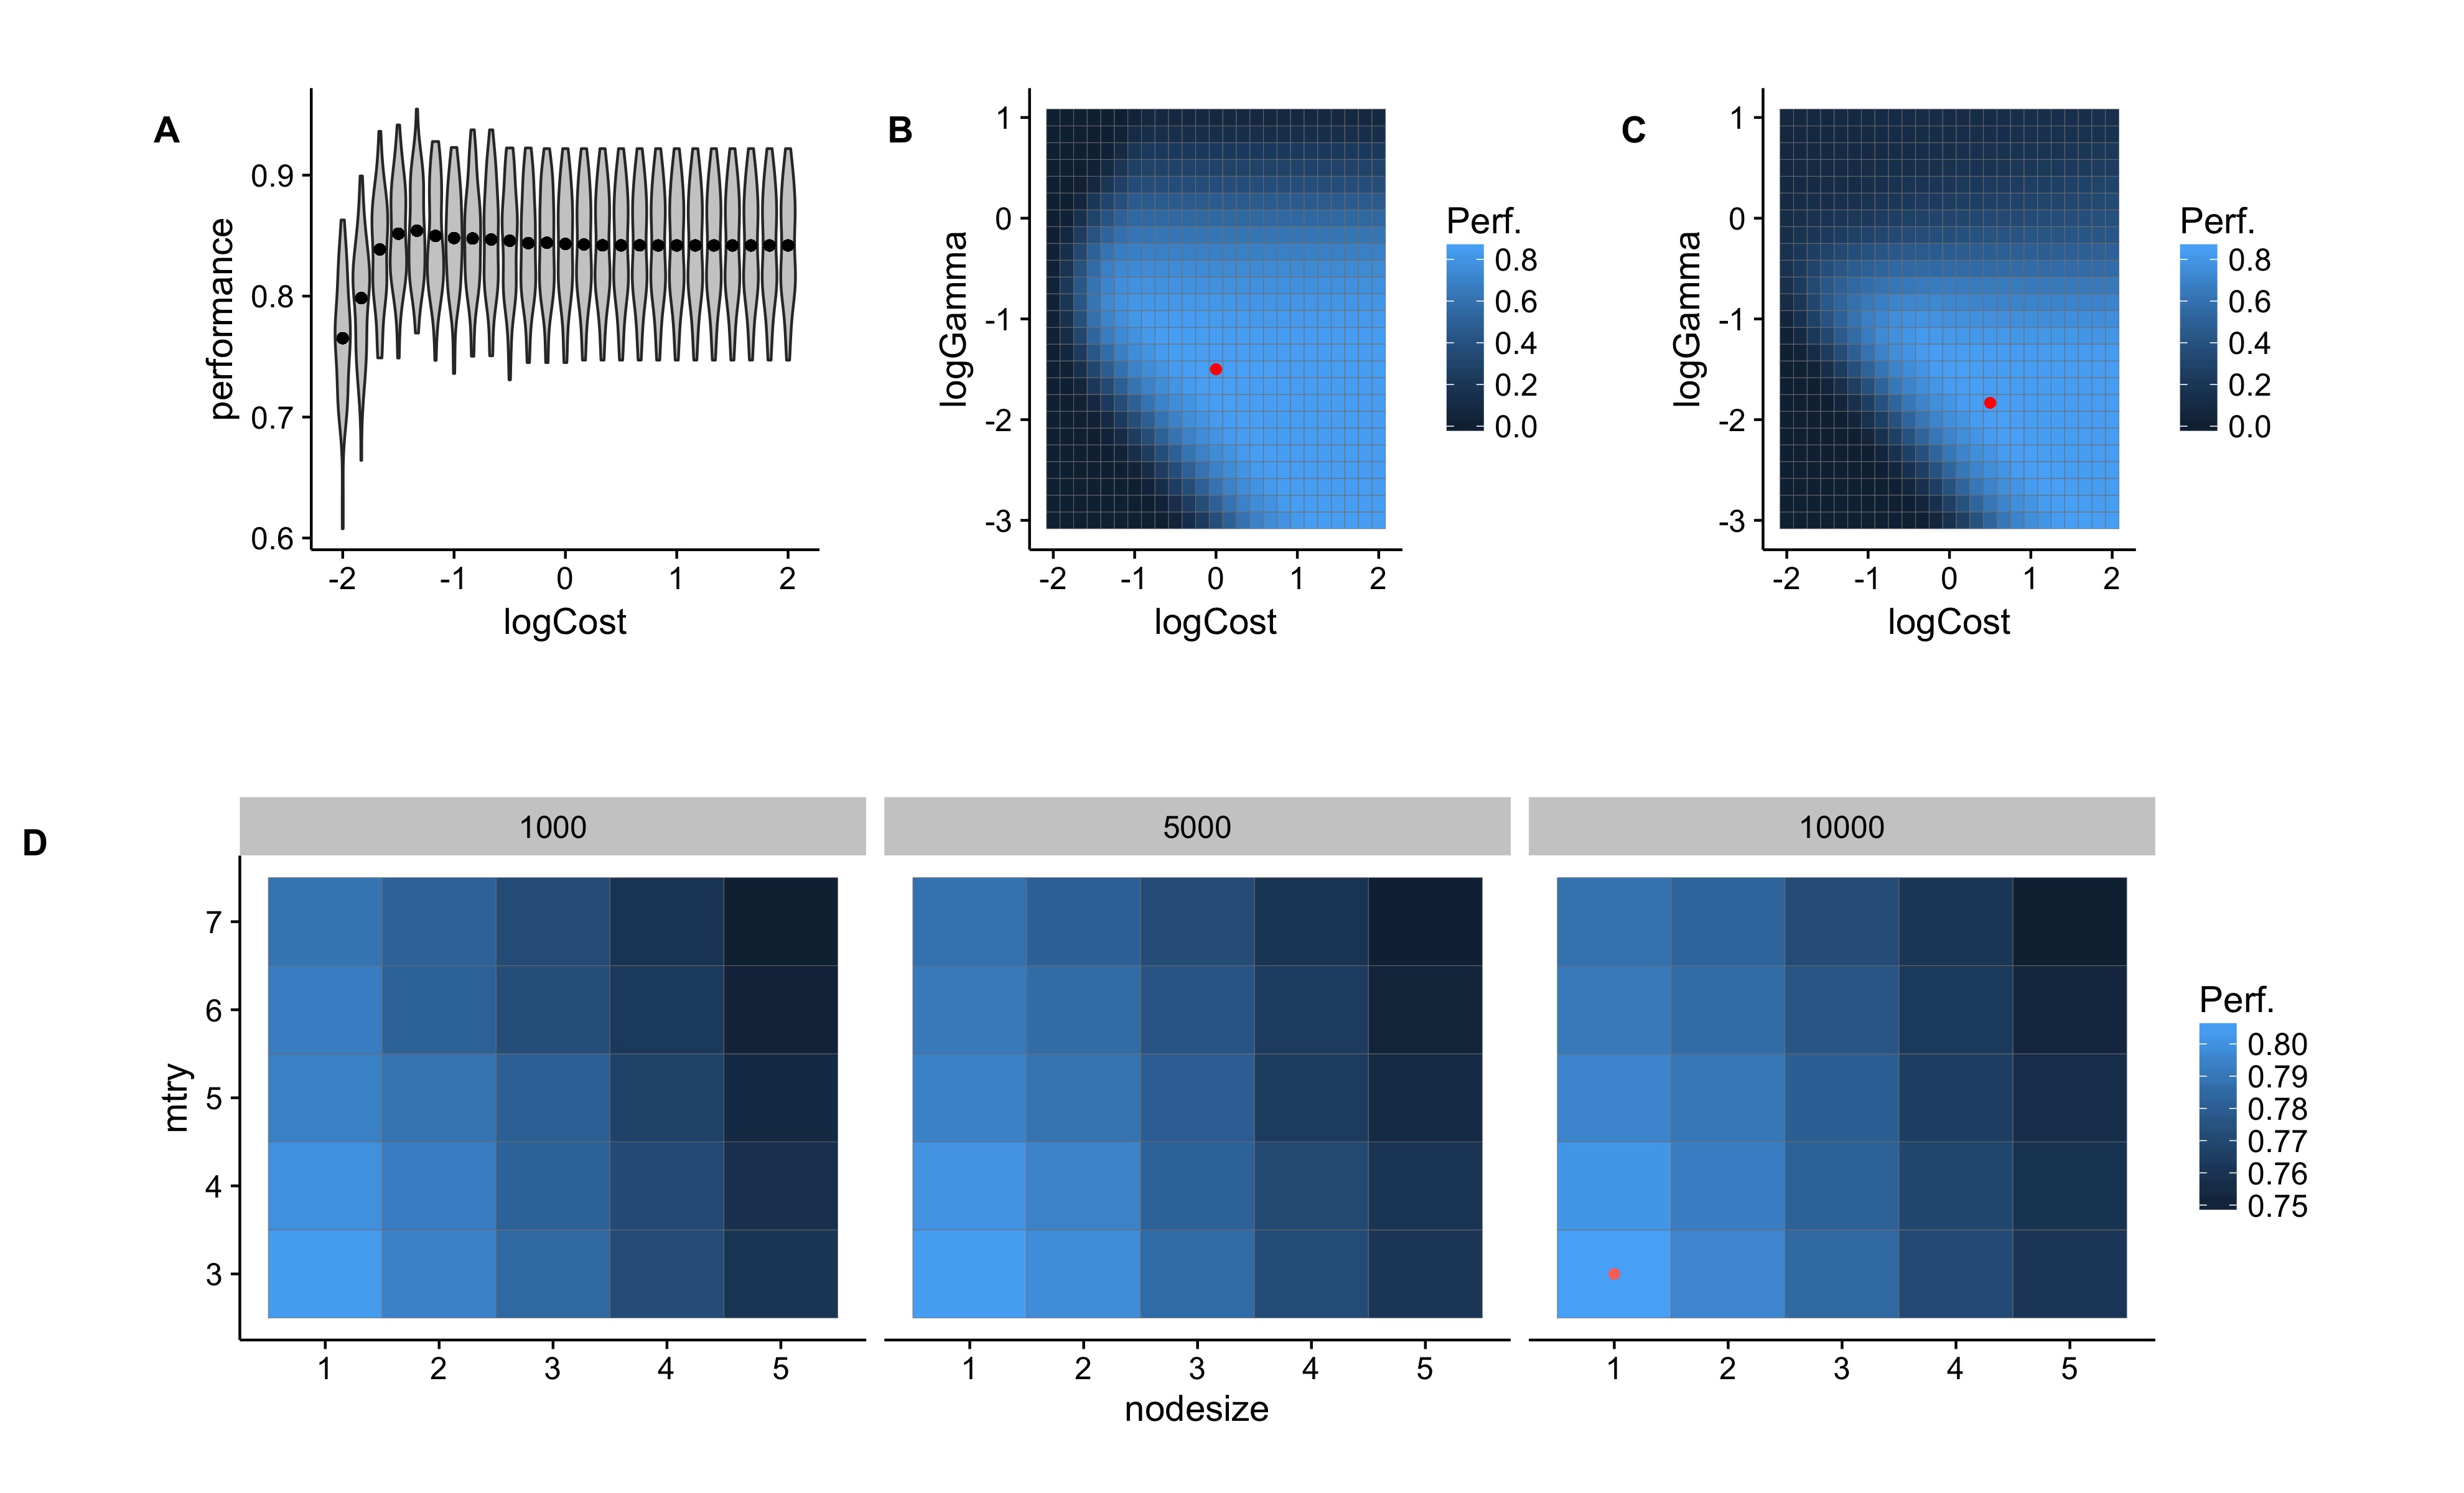 A
performance
0.9
0.8
0.7
0.6
-2 -1 0 1 2
logCost
B
logGamma
1
0
-1
-2
-3
-2 -1 0 1 2
logCost
Perf.
0.8
0.6
0.4
0.2
0.0
C
logGamma
1
0
-1
-2
-3
-2 -1 0 1 2
logCost
Perf.
0.8
0.6
0.4
0.2
0.0
D
1000 5000 10000
mtry
7
6
5
4
3
1 2 3 4 5 1 2 3 4 5 1 2 3 4 5
nodesize
Perf.
0.80
0.79
0.78
0.77
0.76
0.75